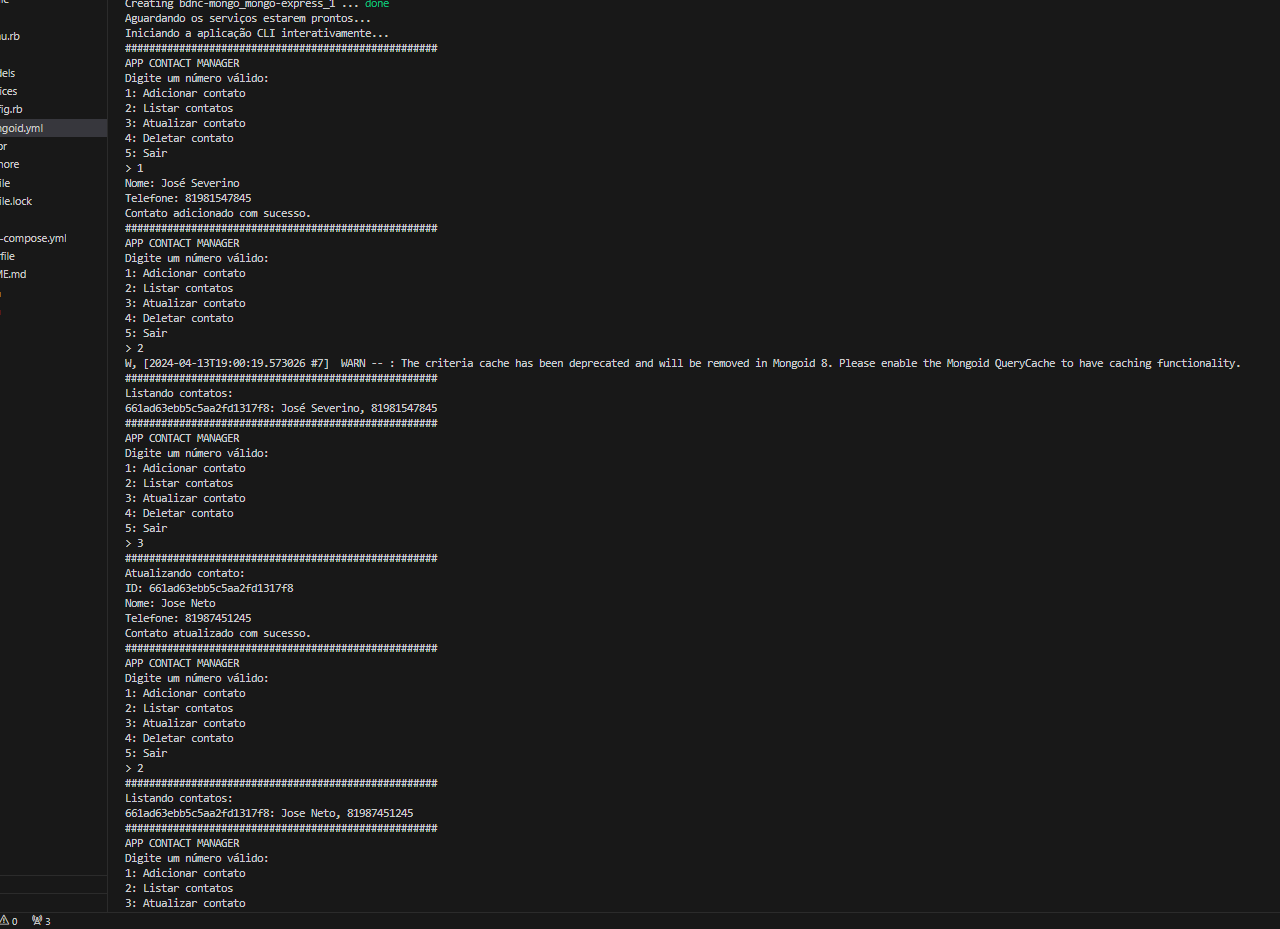 u.rb
dels
ices
fig.rb
ngoid.yml
or
nore
ile
ile.lock
-compose.yml
file
ME.md
Creating bdnc-mongo_mongo-express_1 ... done
Aguardando os serviços estarem prontos...
Iniciando a aplicação CLI interativamente...
####################################################
APP CONTACT MANAGER
Digite um número válido:
1: Adicionar contato
2: Listar contatos
3: Atualizar contato
4: Deletar contato
5: Sair
> 1
Nome: José Severino
Telefone: 81981547845
Contato adicionado com sucesso.
####################################################
APP CONTACT MANAGER
Digite um número válido:
1: Adicionar contato
2: Listar contatos
3: Atualizar contato
4: Deletar contato
5: Sair
> 2
W, [2024-04-13T19:00:19.573026 #7]  WARN -- : The criteria cache has been deprecated and will be removed in Mongoid 8. Please enable the Mongoid QueryCache to have caching functionality.
####################################################
Listando contatos:
661ad63ebb5c5aa2fd1317f8: José Severino, 81981547845
####################################################
APP CONTACT MANAGER
Digite um número válido:
1: Adicionar contato
2: Listar contatos
3: Atualizar contato
4: Deletar contato
5: Sair
> 3
####################################################
Atualizando contato:
ID: 661ad63ebb5c5aa2fd1317f8
Nome: Jose Neto
Telefone: 81987451245
Contato atualizado com sucesso.
####################################################
APP CONTACT MANAGER
Digite um número válido:
1: Adicionar contato
2: Listar contatos
3: Atualizar contato
4: Deletar contato
5: Sair
> 2
####################################################
Listando contatos:
661ad63ebb5c5aa2fd1317f8: Jose Neto, 81987451245
####################################################
APP CONTACT MANAGER
Digite um número válido:
1: Adicionar contato
2: Listar contatos
3: Atualizar contato
0 3